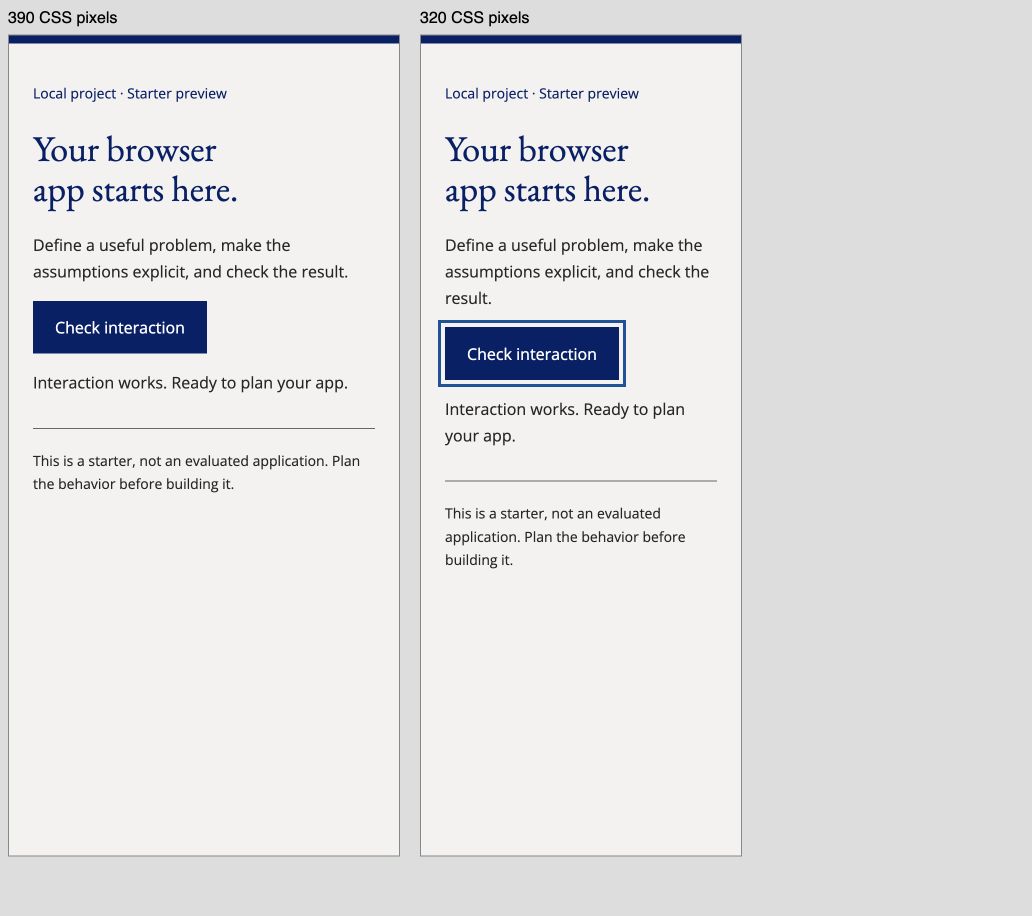 390 CSS pixels
Local project · Starter preview
Your browser
app starts here.
Define a useful problem, make the
assumptions explicit, and check the result.
Check interaction
Interaction works. Ready to plan your app.
This is a starter, not an evaluated application. Plan
the behavior before building it.
320 CSS pixels
Local project · Starter preview
Your browser
app starts here.
Define a useful problem, make the
assumptions explicit, and check the
result.
Check interaction
Interaction works. Ready to plan
your app.
This is a starter, not an evaluated
application. Plan the behavior before
building it.